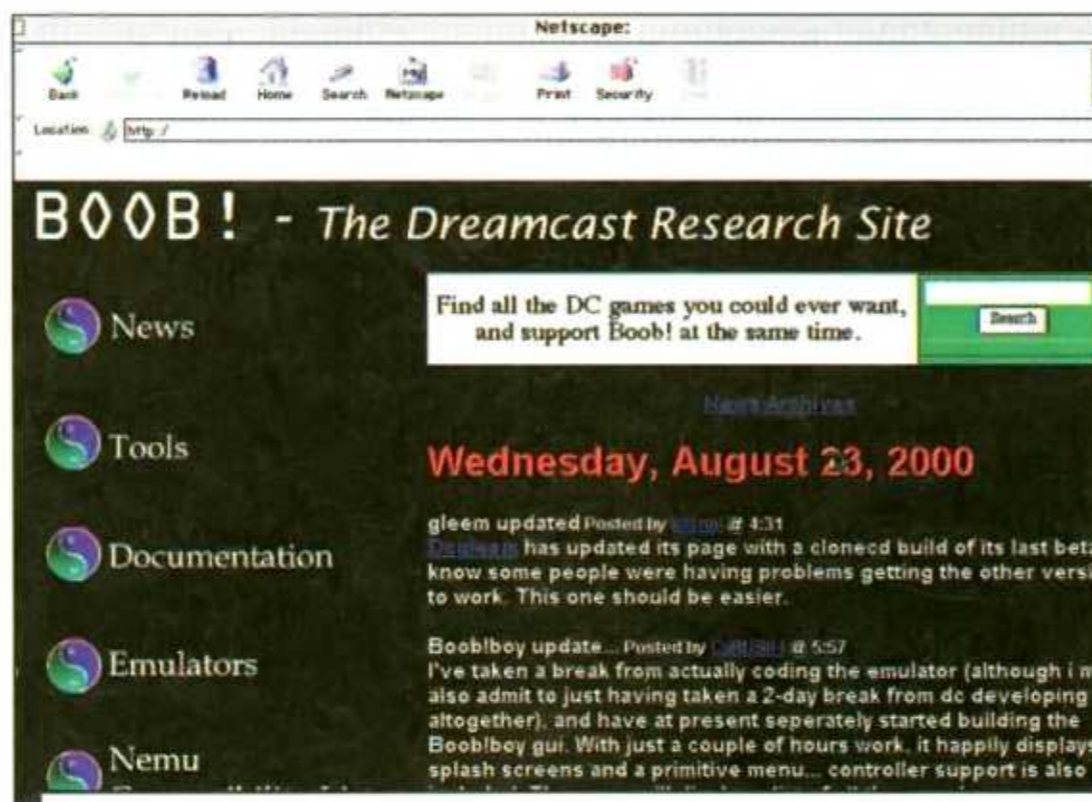 Netscape:
Back Reload Home Search Netscape Print Security
Location: http:/
BOOB! - The Dreamcast Research Site
News
Tools
Documentation
Emulators
Nemu
Find all the DC games you could ever want,
and support Boob! at the same time.
Search
News Archives
Wednesday, August 23, 2000
gleem updated Posted by @ 4:31
has updated its page with a clonecd build of its last beta
know some people were having problems getting the other versi
to work. This one should be easier.
Boob!boy update... Posted by @ 5:57
I've taken a break from actually coding the emulator (although i m
also admit to just having taken a 2-day break from dc developing
altogether), and have at present seperately started building the
Boob!boy gui. With just a couple of hours work, it happily displays
splash screens and a primitive menu... controller support is also